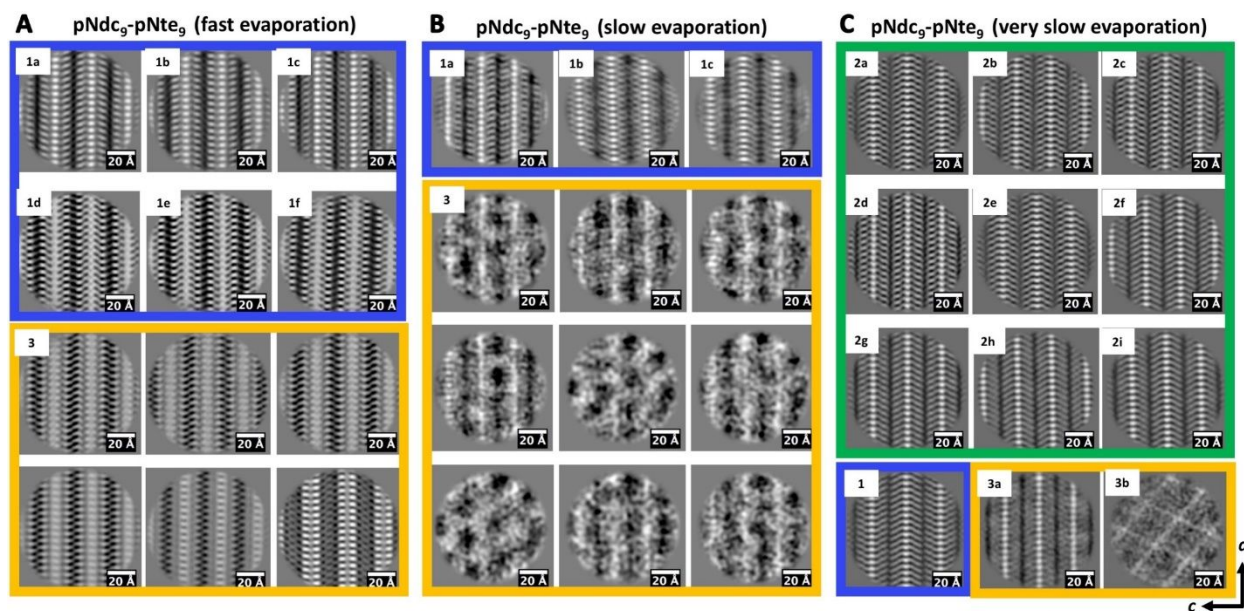 A pNdc₉-pNte₉ (fast evaporation)
1a 1b 1c
20 Å 20 Å 20 Å
1d 1e 1f
20 Å 20 Å 20 Å
3
20 Å 20 Å 20 Å
20 Å 20 Å 20 Å
B pNdc₉-pNte₉ (slow evaporation)
1a 1b 1c
20 Å 20 Å 20 Å
3
20 Å 20 Å 20 Å
20 Å 20 Å 20 Å
20 Å 20 Å 20 Å
C pNdc₉-pNte₉ (very slow evaporation)
2a 2b 2c
20 Å 20 Å 20 Å
2d 2e 2f
20 Å 20 Å 20 Å
2g 2h 2i
20 Å 20 Å 20 Å
1 3a 3b
20 Å 20 Å 20 Å
c